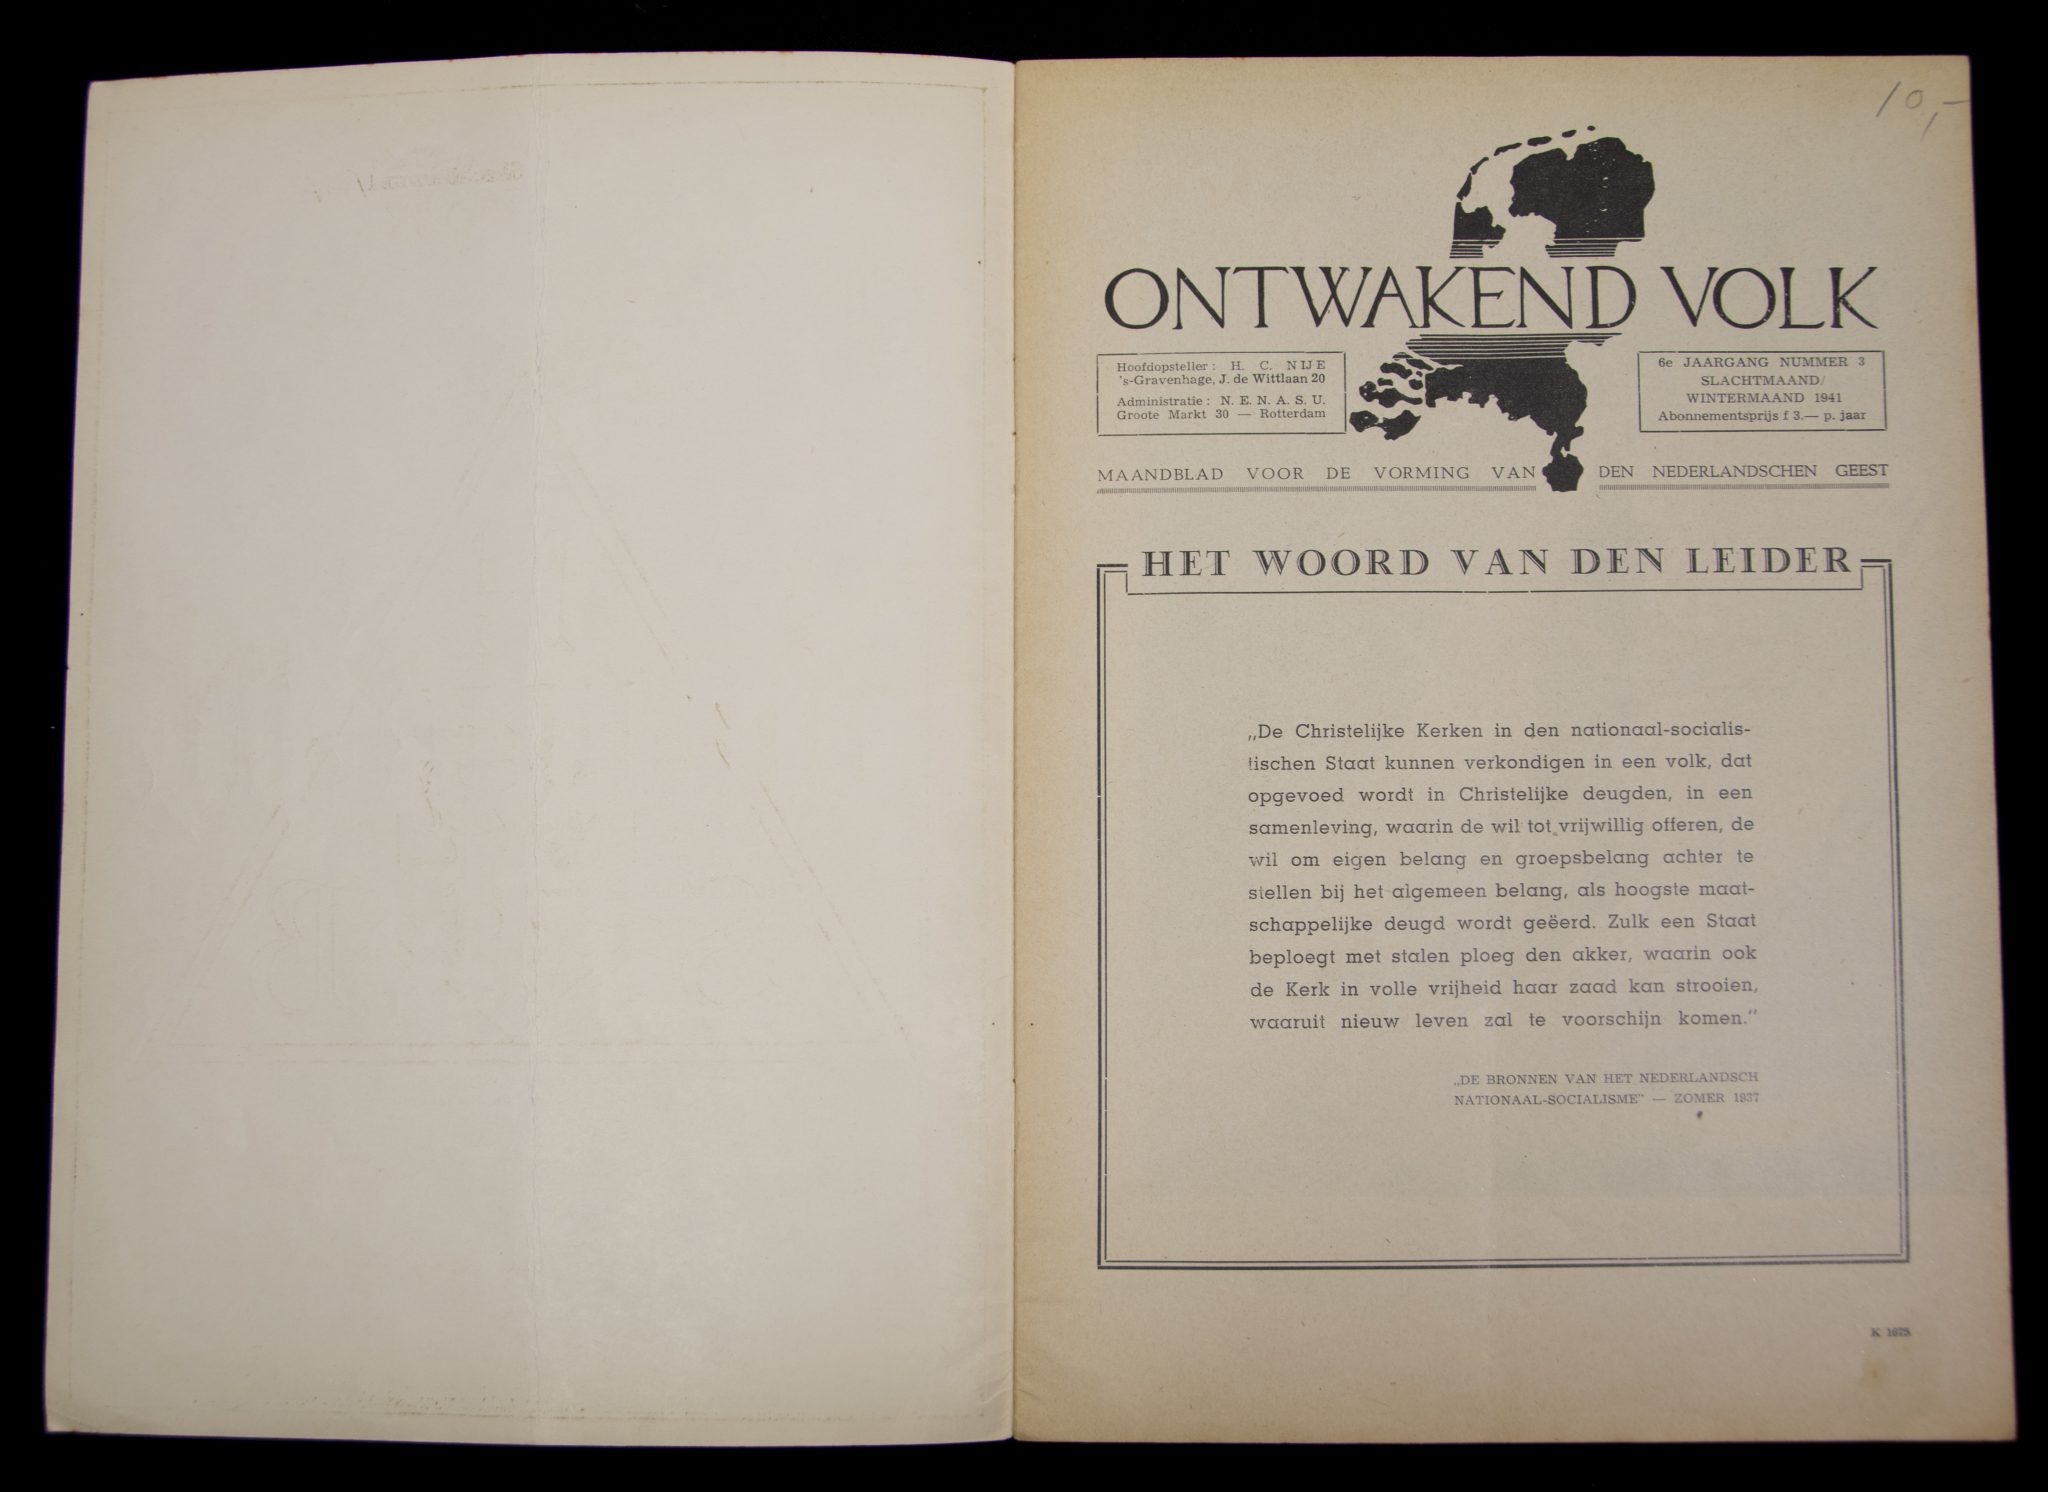 10,-
ONTWAKEND VOLK
Hoofdopsteller: H. C. NIJE
's-Gravenhage, J. de Wittlaan 20
Administratie: N. E. N. A. S. U.
Groote Markt 30 — Rotterdam
6e JAARGANG NUMMER 3
SLACHTMAAND/
WINTERMAAND 1941
Abonnementsprijs f 3.— p. jaar
MAANDBLAD VOOR DE VORMING VAN DEN NEDERLANDSCHEN GEEST
HET WOORD VAN DEN LEIDER
„De Christelijke Kerken in den nationaal-socialis-
tischen Staat kunnen verkondigen in een volk, dat
opgevoed wordt in Christelijke deugden, in een
samenleving, waarin de wil tot vrijwillig offeren, de
wil om eigen belang en groepsbelang achter te
stellen bij het algemeen belang, als hoogste maat-
schappelijke deugd wordt geëerd. Zulk een Staat
beploegt met stalen ploeg den akker, waarin ook
de Kerk in volle vrijheid haar zaad kan strooien,
waaruit nieuw leven zal te voorschijn komen."
„DE BRONNEN VAN HET NEDERLANDSCH
NATIONAAL-SOCIALISME" — ZOMER 1937
K 1675